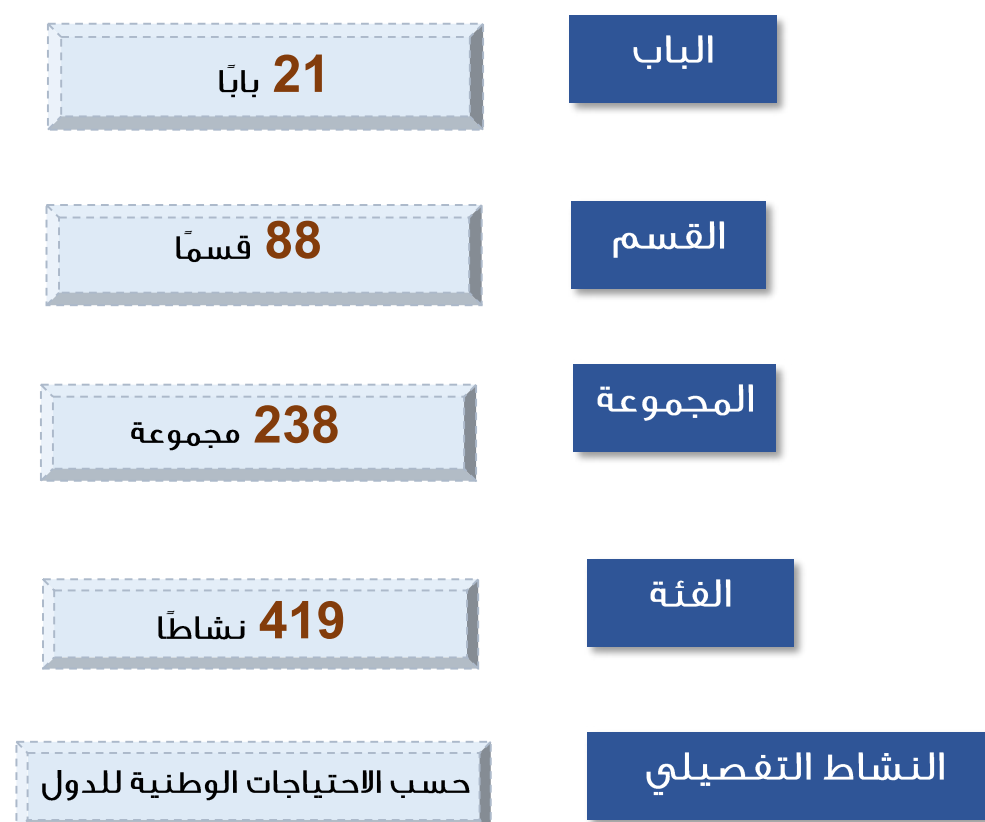 الباب
21 بابًا
القسم
88 قسمًا
المجموعة
238 مجموعة
الفئة
419 نشاطًا
النشاط التفصيلي
حسب الاحتياجات الوطنية للدول